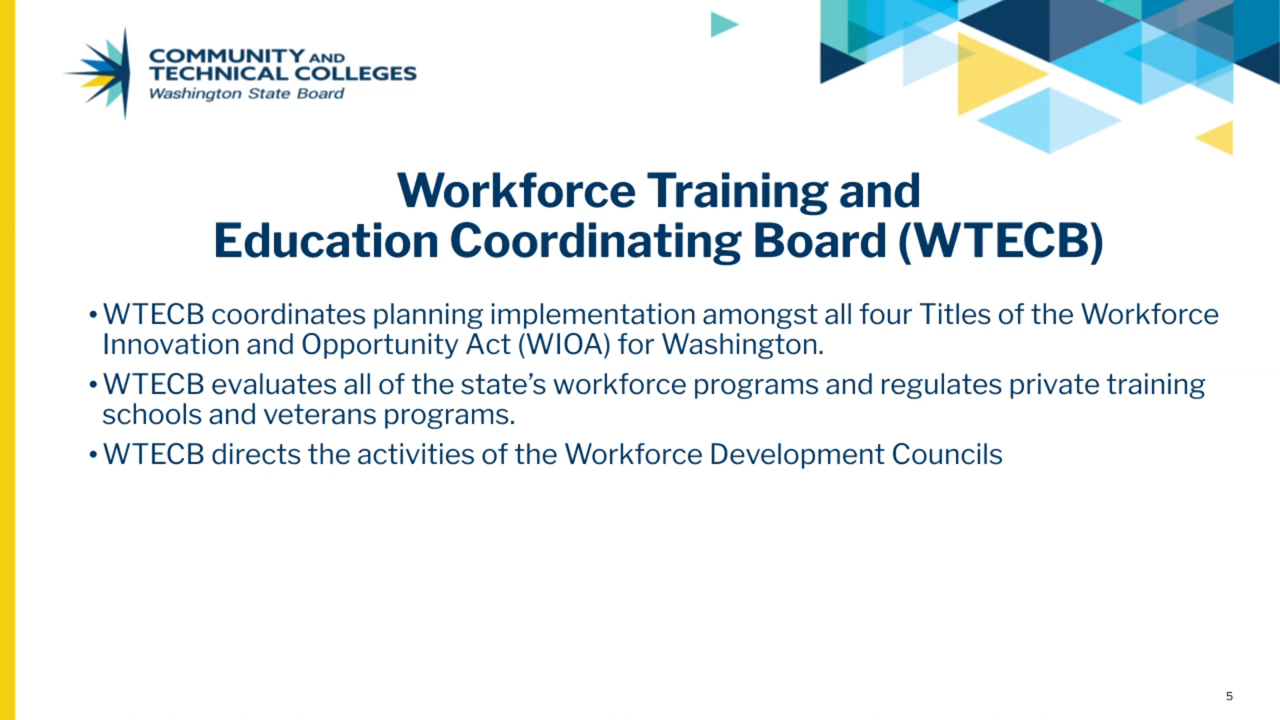 COMMUNITY AND
TECHNICAL COLLEGES
Washington State Board
Workforce Training and
Education Coordinating Board (WTECB)
• WTECB coordinates planning implementation amongst all four Titles of the Workforce
Innovation and Opportunity Act (WIOA) for Washington.
• WTECB evaluates all of the state’s workforce programs and regulates private training
schools and veterans programs.
• WTECB directs the activities of the Workforce Development Councils
5